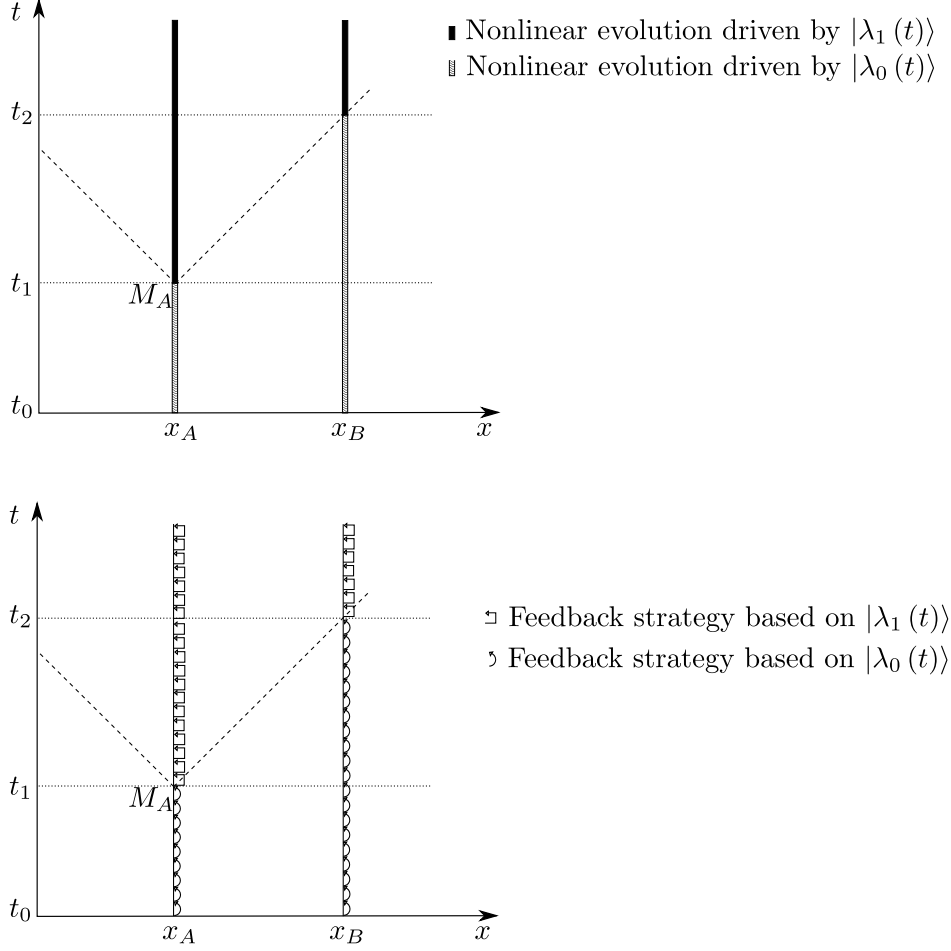 t
Nonlinear evolution driven by |λ₁ (t)⟩
Nonlinear evolution driven by |λ₀ (t)⟩
t₂
t₁
M_A
t₀
x_A
x_B
x
t
t₂
Feedback strategy based on |λ₁ (t)⟩
Feedback strategy based on |λ₀ (t)⟩
t₁
M_A
t₀
x_A
x_B
x